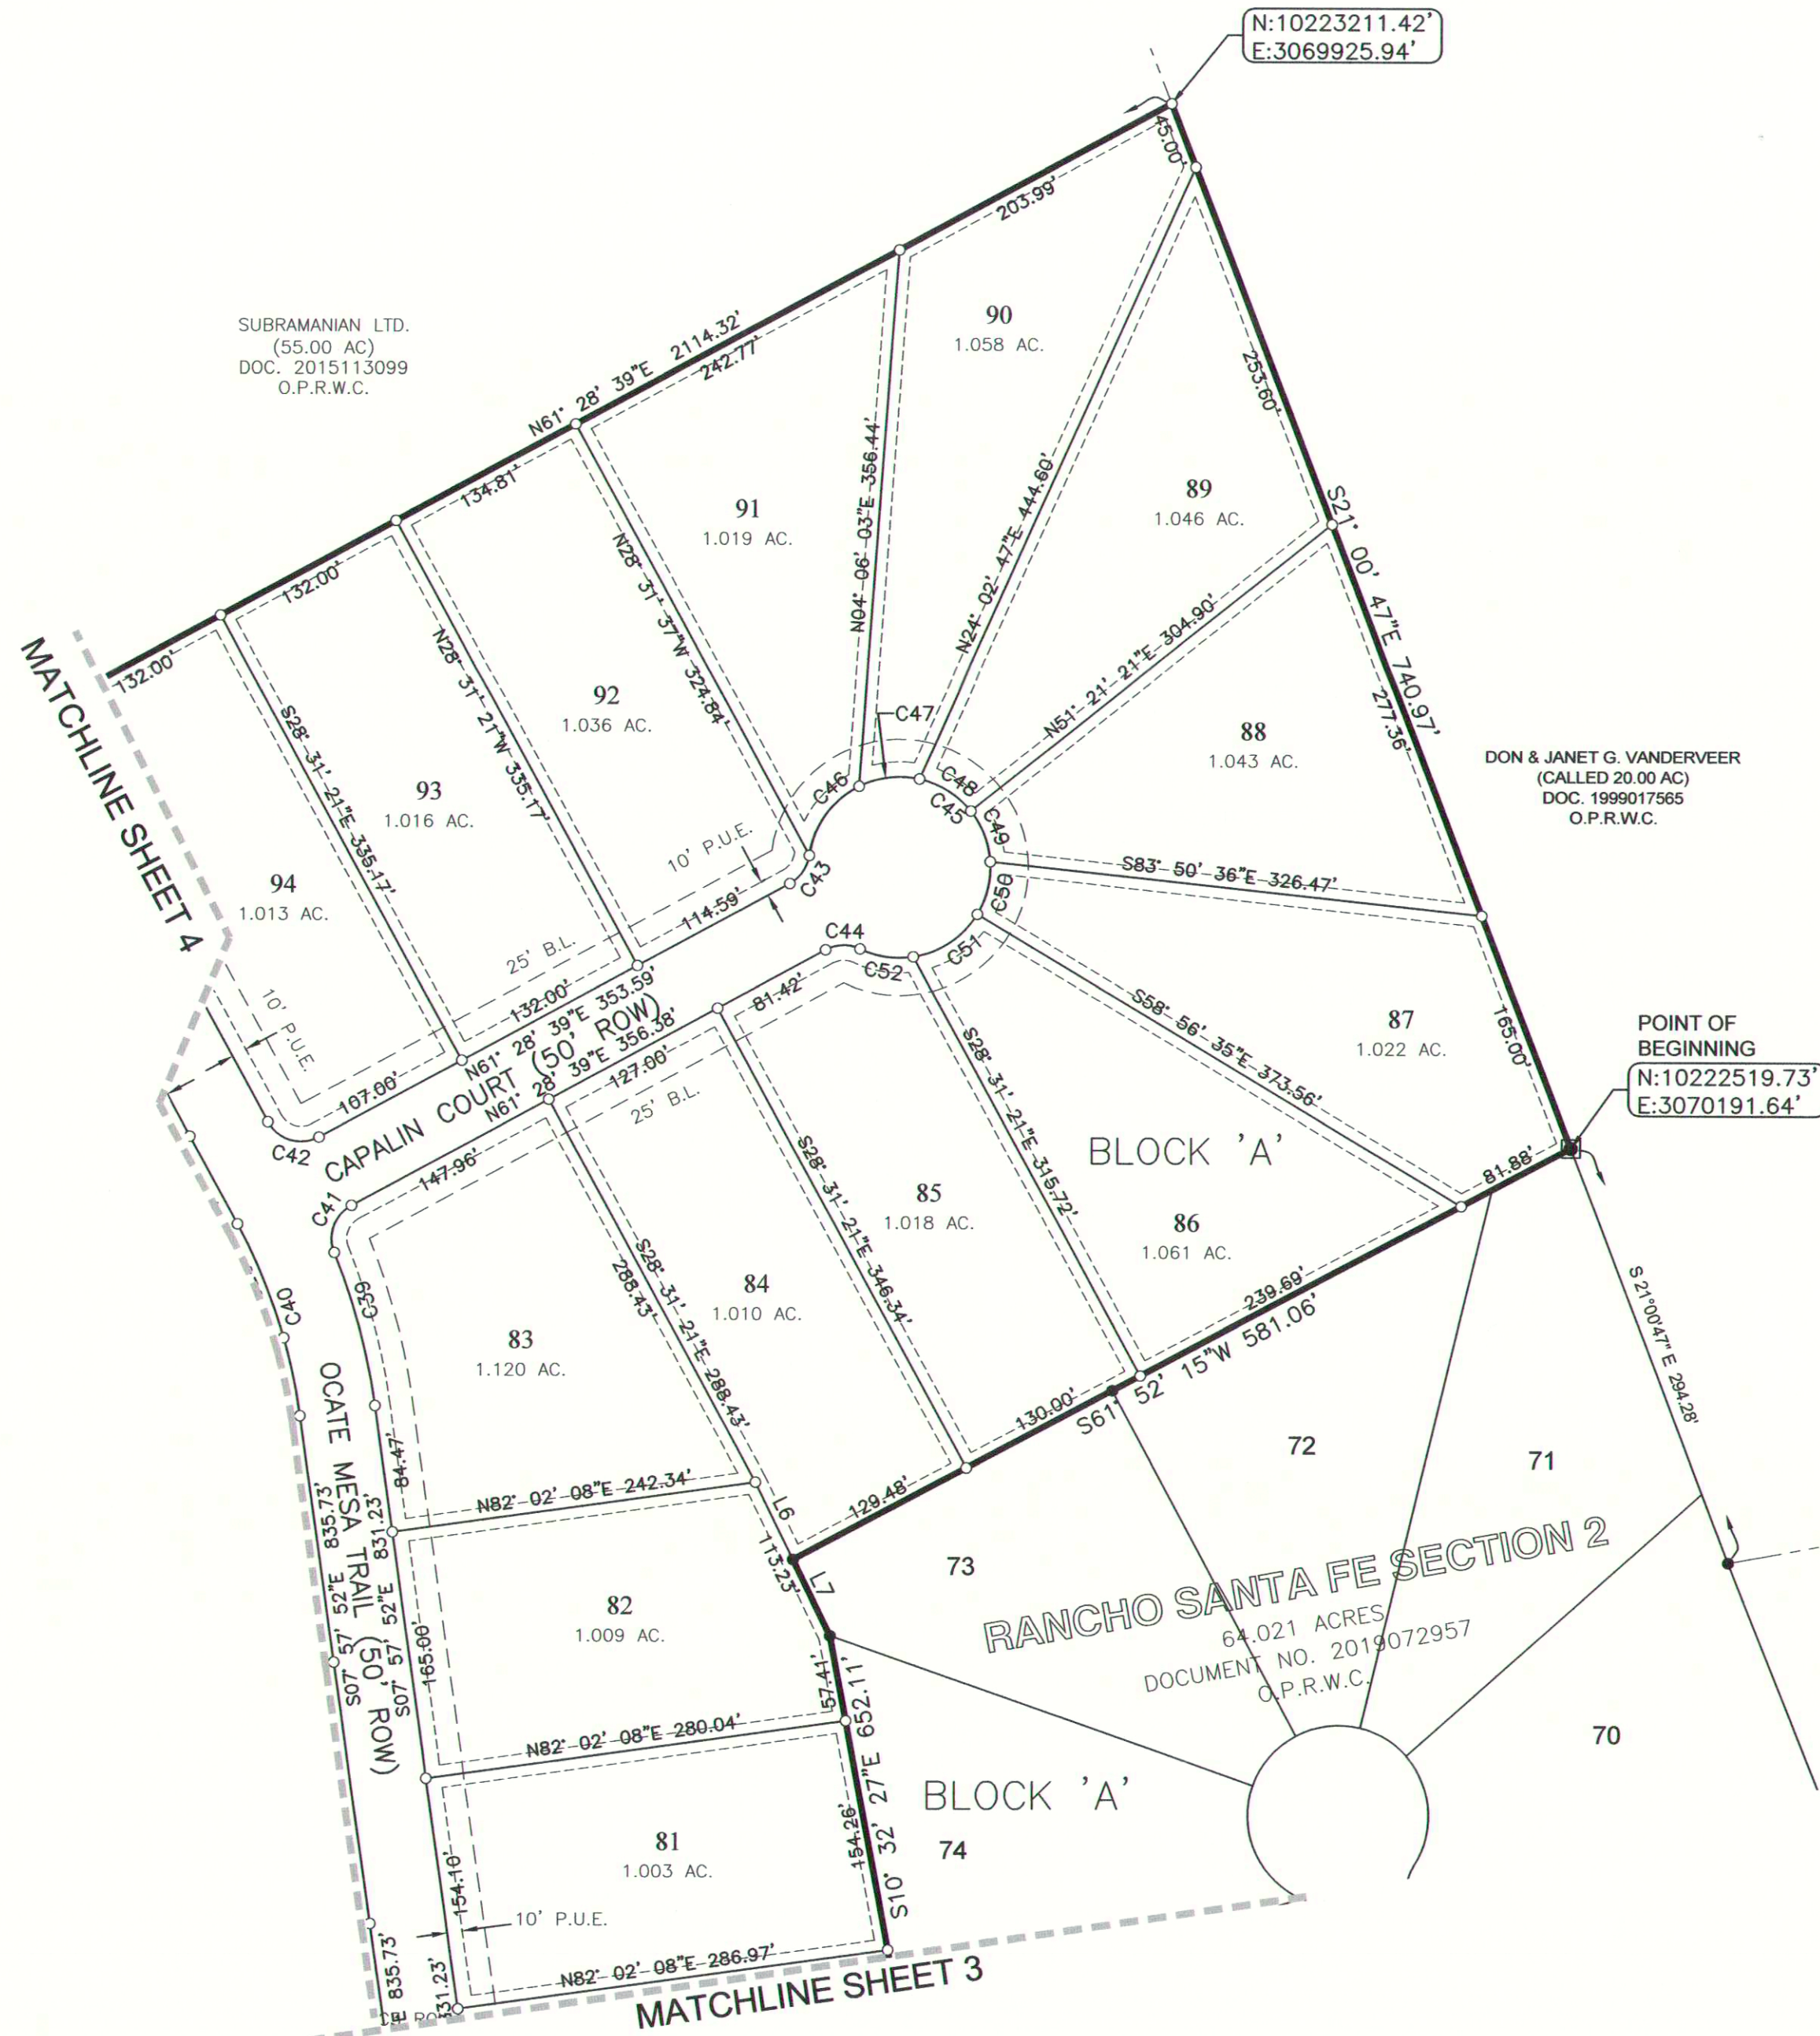 N:10223211.42'
E:3069925.94'
45.00'
203.99'
SUBRAMANIAN LTD.
(55.00 AC)
DOC. 2015113099
O.P.R.W.C.
N61° 28' 39"E 2114.32'
242.77'
90
1.058 AC.
253.60'
134.81'
91
1.019 AC.
N04° 06' 03"E 356.44'
N24° 02' 47"E 444.60'
89
1.046 AC.
S21° 00' 47"E 740.97'
132.00'
N28° 31' 37"W 324.84'
132.00'
N28° 31' 21"W 335.17'
92
1.036 AC.
C47
N51° 21' 21"E 304.90'
88
1.043 AC.
277.36'
DON & JANET G. VANDERVEER
(CALLED 20.00 AC)
DOC. 1999017565
O.P.R.W.C.
MATCHLINE SHEET 4
S28° 31' 21"E 335.17'
93
1.016 AC.
C46
C48
C45
C49
10' P.U.E.
C43
S83° 50' 36"E 326.47'
94
1.013 AC.
114.59'
C50
C44
C51
C52
25' B.L.
10' P.U.E
132.00'
N61° 28' 39"E 353.59'
81.42'
CAPALIN COURT (50' ROW)
N61° 28' 39"E 356.38'
S58° 56' 35"E 373.56'
87
1.022 AC.
165.00'
POINT OF
BEGINNING
N:10222519.73'
E:3070191.64'
107.00'
127.00'
25' B.L.
C42
S28° 31' 21"E 315.72'
BLOCK 'A'
81.88'
147.96'
C41
S28° 31' 21"E 346.34'
85
1.018 AC.
86
1.061 AC.
C40
C39
S28° 31' 21"E 288.43'
288.43'
84
1.010 AC.
239.69'
S 21°00'47" E 294.28'
83
1.120 AC.
S61° 52' 15"W 581.06'
130.00'
OCATE MESA TRAIL (50' ROW)
84.47'
N82° 02' 08"E 242.34'
L6
129.48'
72
71
S07° 57' 52"E 835.73'
S07° 57' 52"E 831.23'
113.23'
L7
73
RANCHO SANTA FE SECTION 2
64.021 ACRES
DOCUMENT NO. 2019072957
O.P.R.W.C.
82
1.009 AC.
165.00'
57.41'
N82° 02' 08"E 280.04'
S10° 32' 27"E 652.11'
70
BLOCK 'A'
81
1.003 AC.
154.26'
74
154.10'
10' P.U.E.
N82° 02' 08"E 286.97'
MATCHLINE SHEET 3
E 835.73'
331.23'